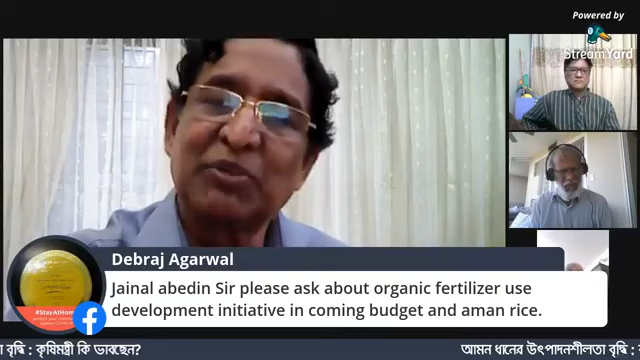 Powered by
StreamYard
Debraj Agarwal
Jainal abedin Sir please ask about organic fertilizer use
development initiative in coming budget and aman rice.
#StayAtHom
বৃদ্ধি : কৃষিমন্ত্রী কি ভাবছেন?
আমন ধানের উৎপাদনশীলতা বৃদ্ধি :